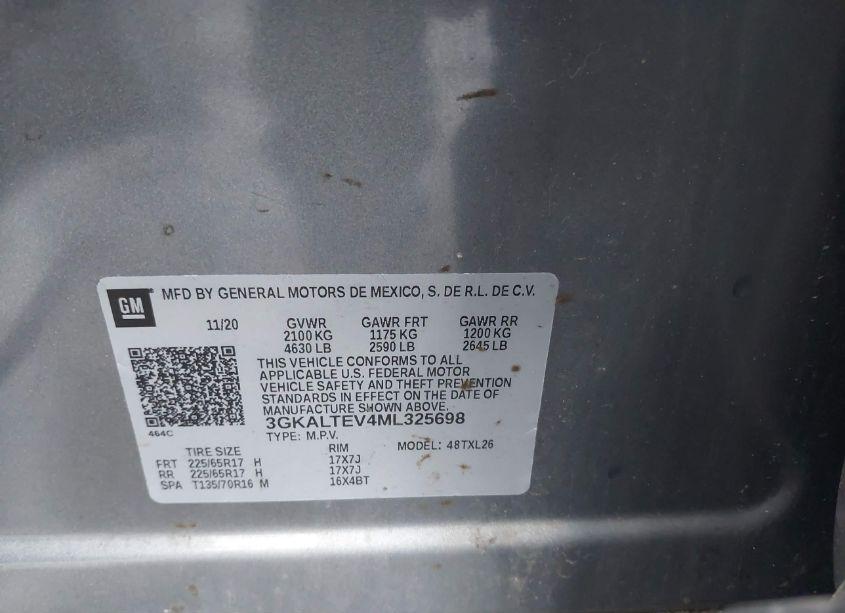 GM
MFD BY GENERAL MOTORS DE MEXICO, S. DE R.L. DE C.V.
11/20 GVWR GAWR FRT GAWR RR
2100 KG 1175 KG 1200 KG
4630 LB 2590 LB 2645 LB
THIS VEHICLE CONFORMS TO ALL
APPLICABLE U.S. FEDERAL MOTOR
VEHICLE SAFETY AND THEFT PREVENTION
STANDARDS IN EFFECT ON THE DATE OF
MANUFACTURE SHOWN ABOVE.
464C
3GKALTEV4ML325698
TYPE: M.P.V. MODEL: 48TXL26
TIRE SIZE RIM
FRT 225/65R17 H 17X7J
RR 225/65R17 H 17X7J
SPA T135/70R16 M 16X4BT